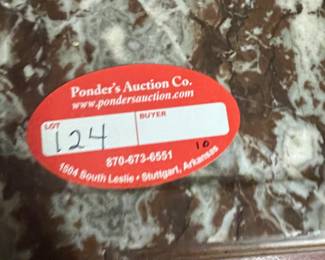 Ponder's Auction Co.
www.pondersauction.com
LOT BUYER
124
10
870-673-6551
1504 South Leslie • Stuttgart, Arkansas